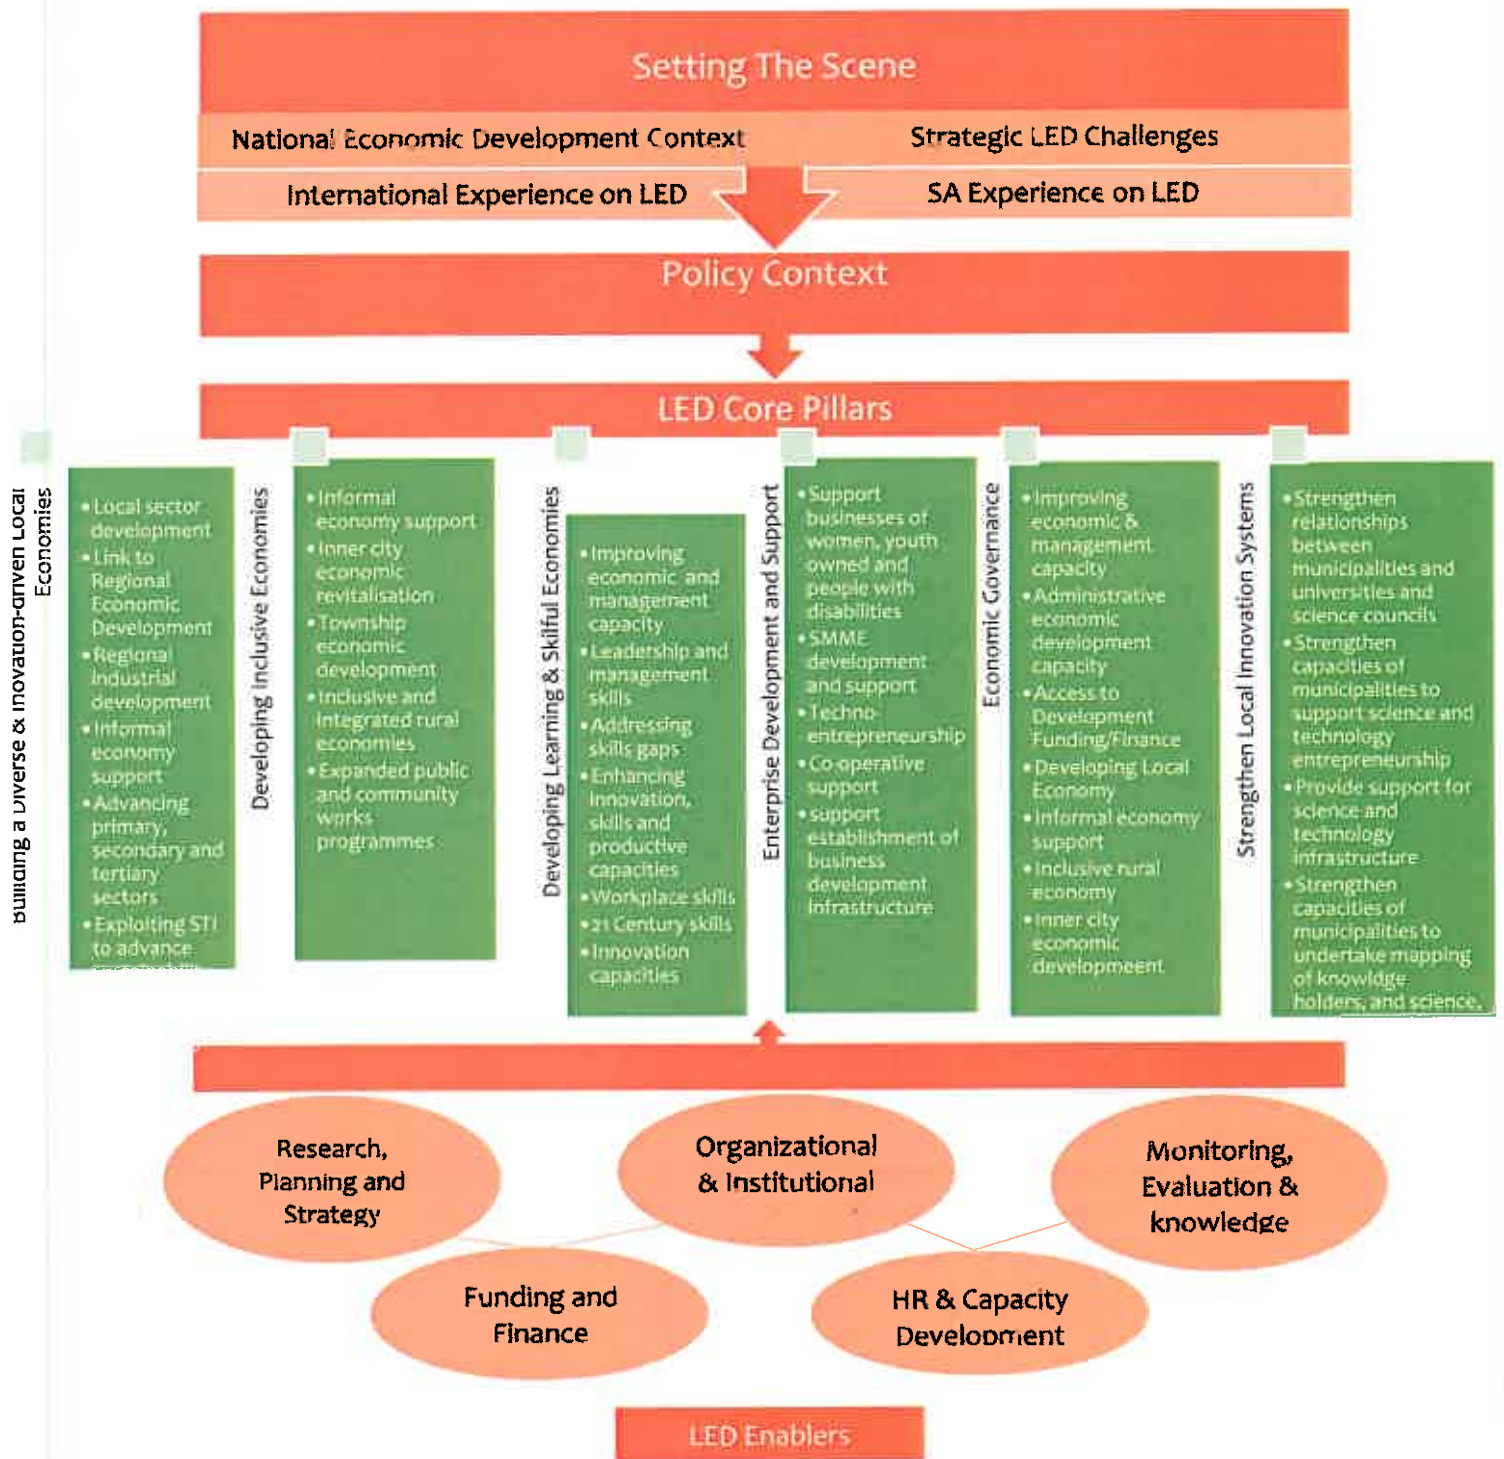 Setting The Scene
National Economic Development Context
Strategic LED Challenges
International Experience on LED
SA Experience on LED
Policy Context
LED Core Pillars
Building a Diverse & Inovation-driven Local
Economies
• Local sector
development
• Link to
Regional
Economic
Development
• Regional
Industrial
development
• Informal
economy
support
• Advancing
primary,
secondary and
tertiary
sectors
• Exploiting STI
to advance
Developing Inclusive Economies
• Informal
economy support
• Inner city
economic
revitalisation
• Township
economic
development
• Inclusive and
integrated rural
economies
• Expanded public
and community
works
programmes
Developing Learning & Skilful Economies
• Improving
economic and
management
capacity
• Leadership and
management
skills
• Addressing
skills gaps
• Enhancing
Innovation,
skills and
productive
capacities
• Workplace skills
• 21 Century skills
• Innovation
capacities
Enterprise Development and Support
• Support
businesses of
women, youth
owned and
people with
disabilities
• SMME
development
and support
• Techno-
entrepreneurship
• Co-operative
support
• support
establishment of
business
development
infrastructure
Economic Governance
• Improving
economic &
management
capacity
• Administrative
economic
development
capacity
• Access to
Development
Funding/Finance
• Developing Local
Economy
• Informal economy
support
• Inclusive rural
economy
• Inner city
economic
developmeent
Strengthen Local Innovation Systems
• Strengthen
relationships
between
municipalities and
universities and
science councils
• Strengthen
capacities of
municipalities to
support science and
technology
entrepreneurship
• Provide support for
science and
technology
infrastructure
• Strengthen
capacities of
municipalities to
undertake mapping
of knowledge
holders, and science,
Research,
Planning and
Strategy
Organizational
& Institutional
Monitoring,
Evaluation &
knowledge
Funding and
Finance
HR & Capacity
Development
LED Enablers